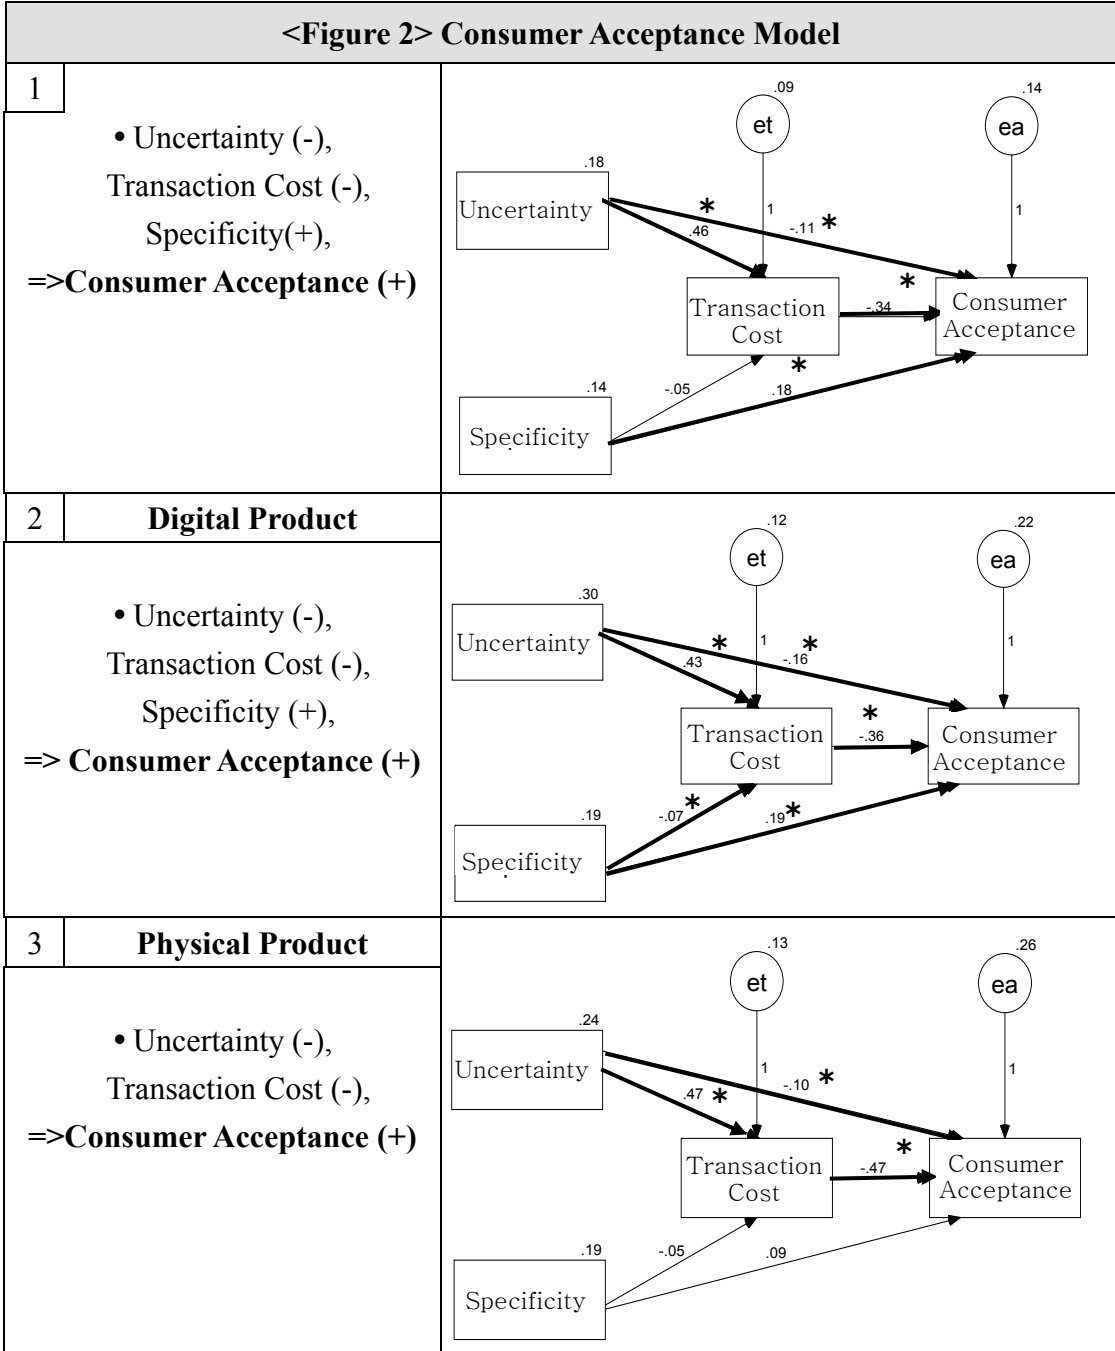 <Figure 2> Consumer Acceptance Model
1
• Uncertainty (-),
Transaction Cost (-),
Specificity(+),
=>Consumer Acceptance (+)
.09
.14
et
ea
.18
Uncertainty
*
1
-.11 *
1
.46
*
Transaction
Cost
-.34
Consumer
Acceptance
*
.14
-.05
.18
Specificity
2
Digital Product
• Uncertainty (-),
Transaction Cost (-),
Specificity (+),
=> Consumer Acceptance (+)
.12
.22
et
ea
.30
Uncertainty
*
1
*
1
.43
-.16
*
Transaction
Cost
-.36
Consumer
Acceptance
.19
-.07*
.19*
Specificity
3
Physical Product
• Uncertainty (-),
Transaction Cost (-),
=>Consumer Acceptance (+)
.13
.26
et
ea
.24
Uncertainty
1
-.10 *
1
.47 *
*
Transaction
Cost
-.47
Consumer
Acceptance
.19
-.05
.09
Specificity